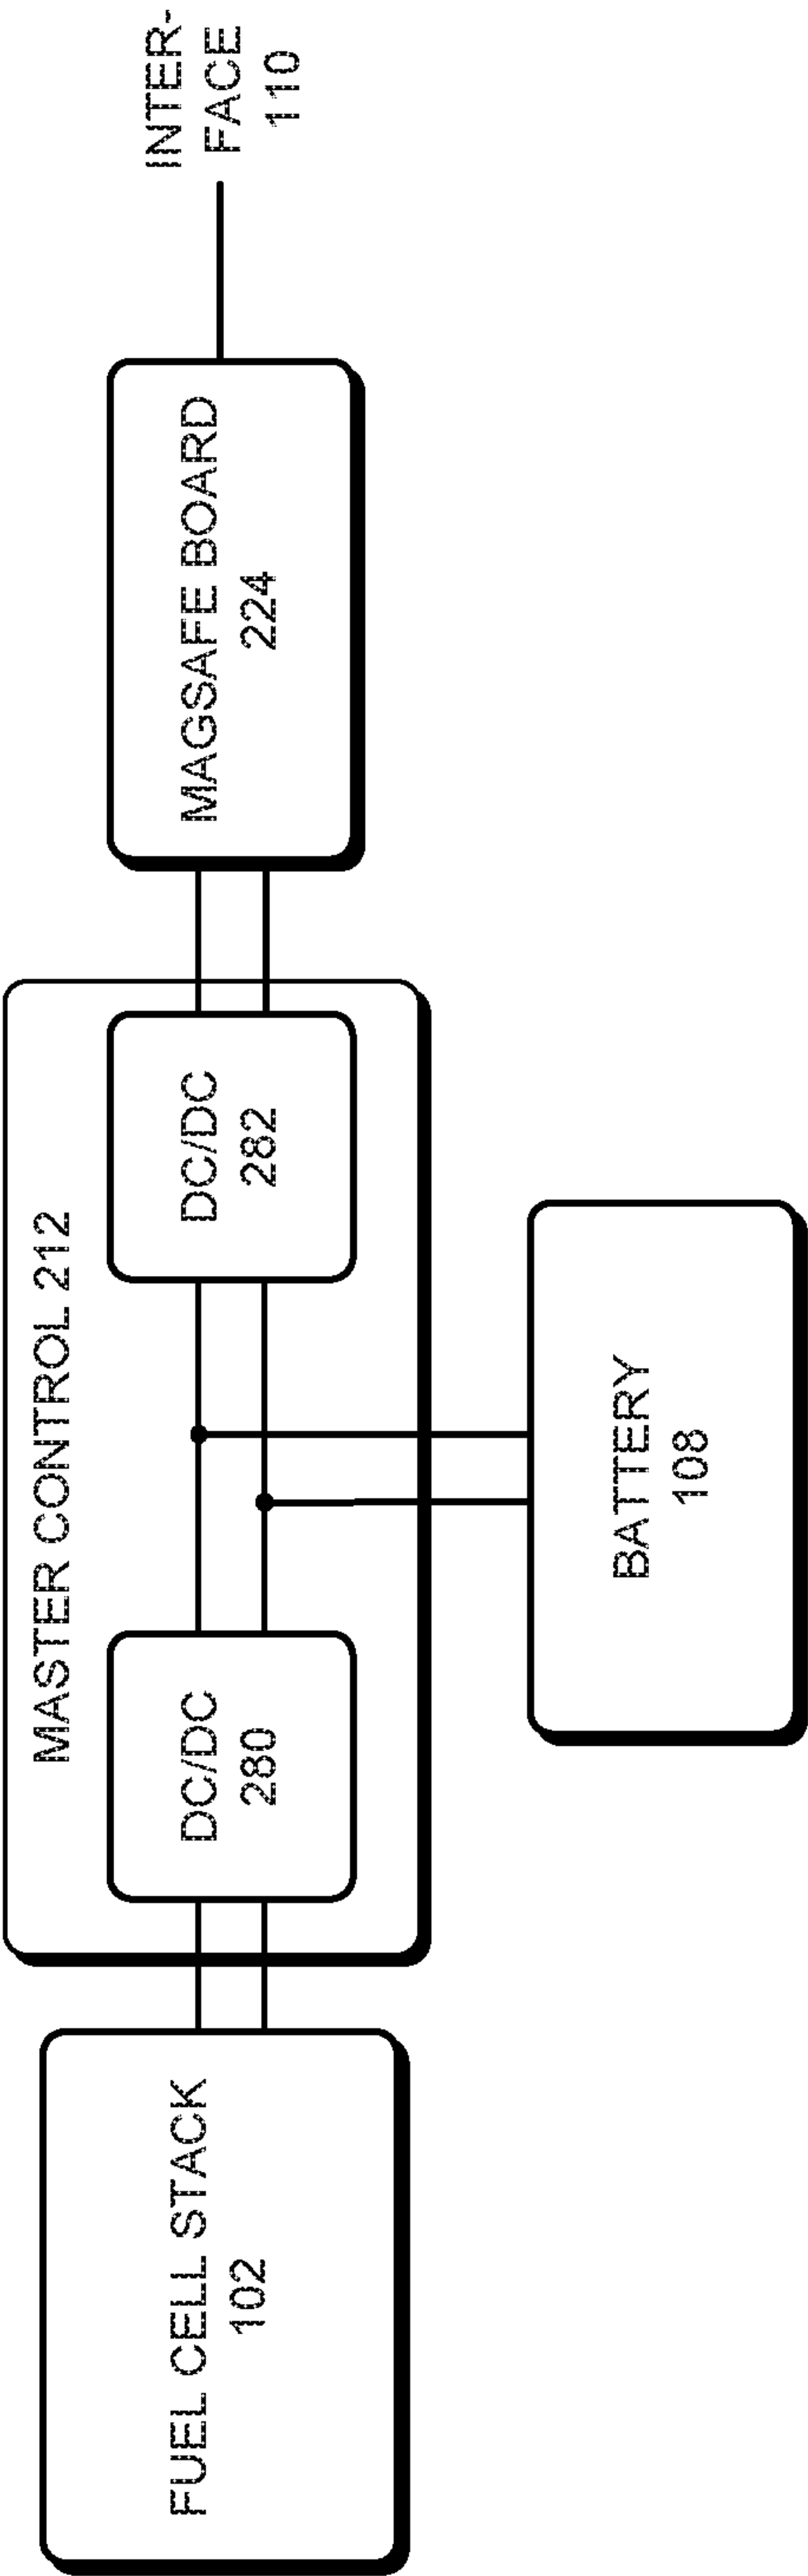 FUEL CELL STACK
102
MASTER CONTROL 212
DC/DC
280
DC/DC
282
BATTERY
108
MAGSAFE BOARD
224
INTER-
FACE
110